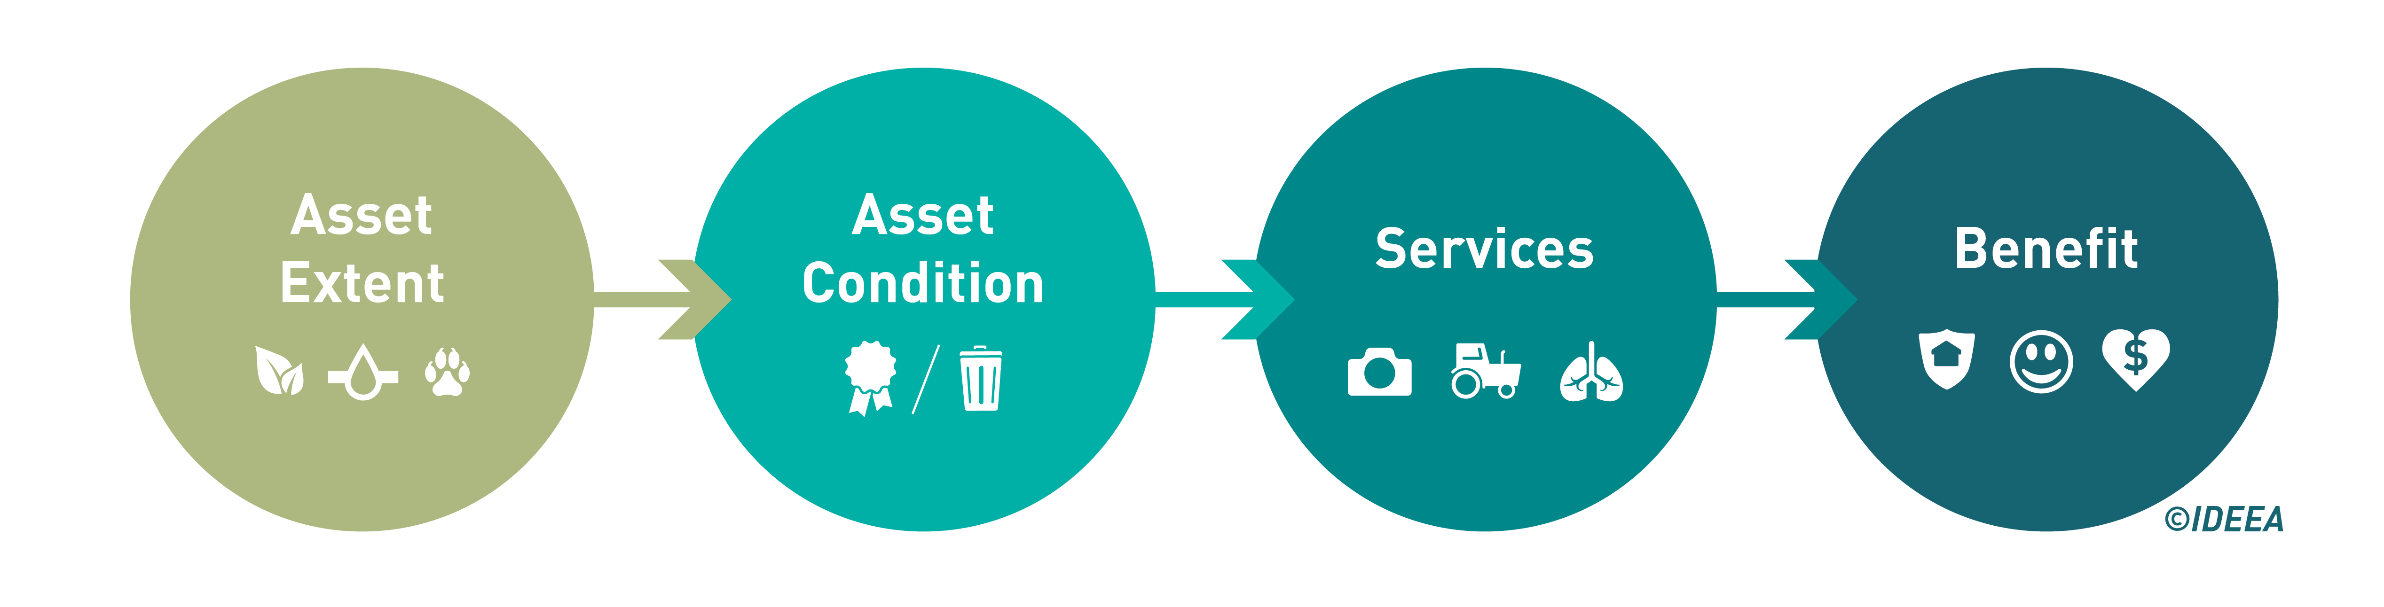 Asset
Extent
Asset
Condition
Services
Benefit
$
©IDEEA